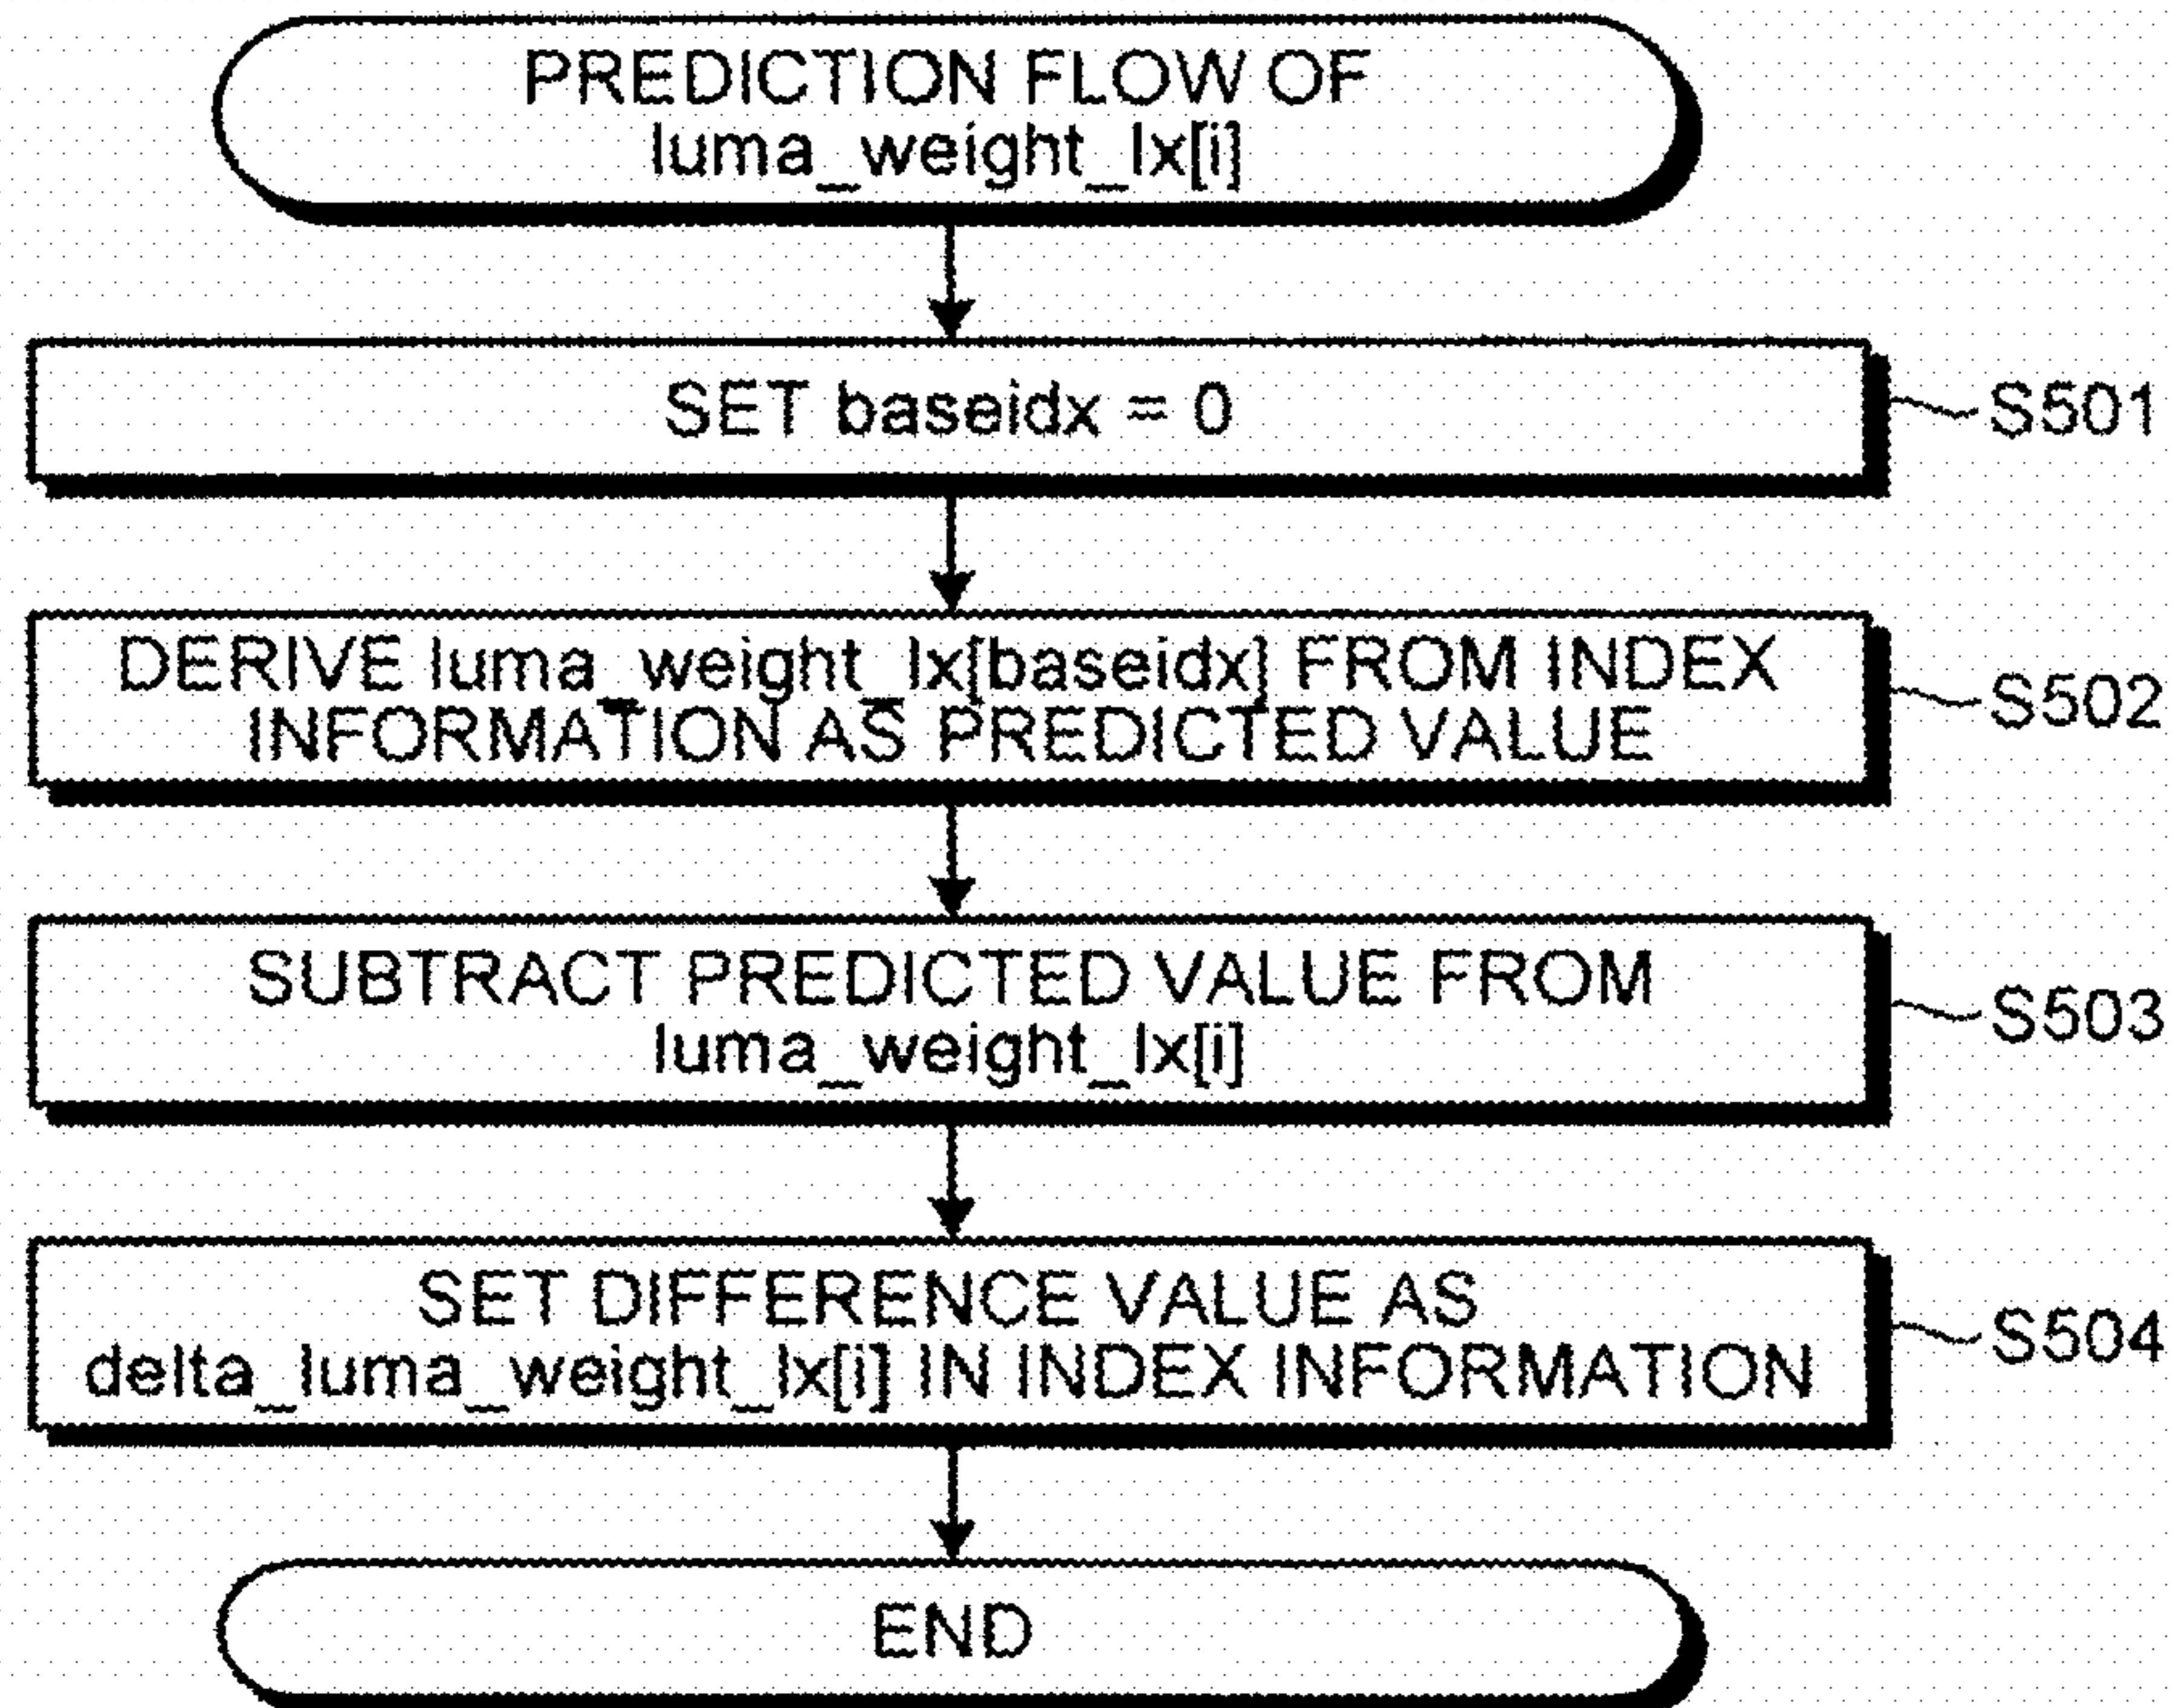 PREDICTION FLOW OF
luma_weight_lx[i]
SET baseidx = 0
S501
DERIVE luma_weight_lx[baseidx] FROM INDEX
INFORMATION AS PREDICTED VALUE
S502
SUBTRACT PREDICTED VALUE FROM
luma_weight_lx[i]
S503
SET DIFFERENCE VALUE AS
delta_luma_weight_lx[i] IN INDEX INFORMATION
S504
END